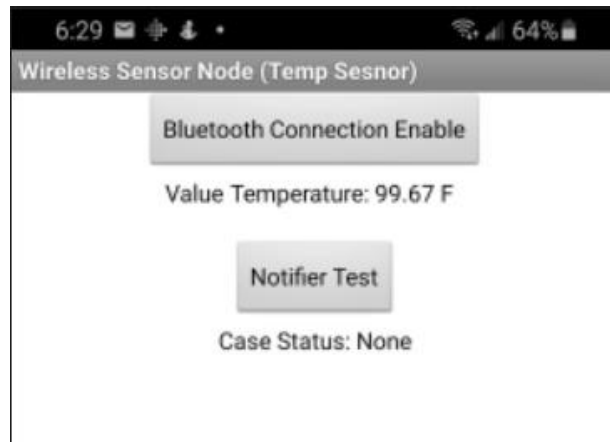 6:29 64%
Wireless Sensor Node (Temp Sesnor)
Bluetooth Connection Enable
Value Temperature: 99.67 F
Notifier Test
Case Status: None